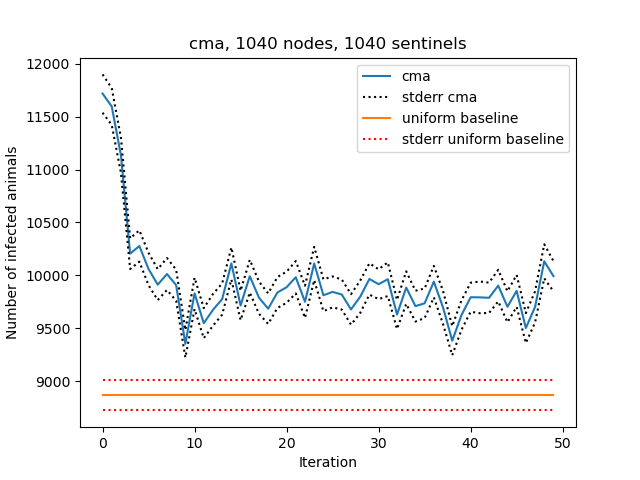 cma, 1040 nodes, 1040 sentinels
12000
11500
11000
10500
10000
9500
9000
Number of infected animals
cma
stderr cma
uniform baseline
stderr uniform baseline
0
10
20
30
40
50
Iteration